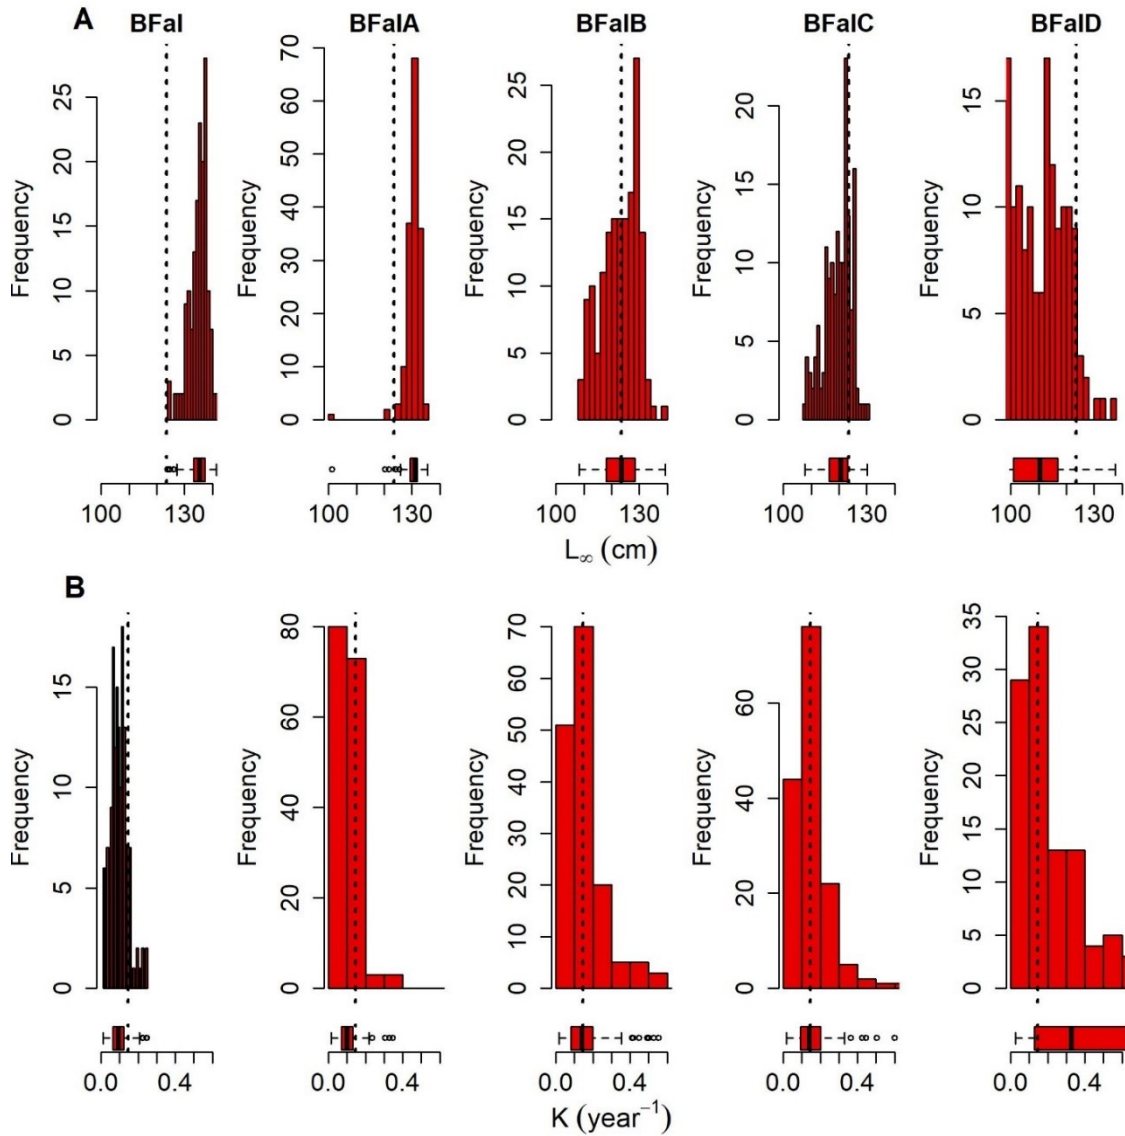 A
BFaI BFaIA BFaIB BFaIC BFaID
Frequency Frequency Frequency Frequency Frequency
0 5 10 15 20 25
0 10 20 30 40 50 60 70
0 5 10 15 20 25
0 5 10 15 20
0 5 10 15
100 130 100 130 100 130 100 130 100 130
L∞ (cm)
B
Frequency Frequency Frequency Frequency Frequency
0 5 10 15
0 20 40 60 80
0 10 20 30 40 50 60 70
0 20 40 60
0 5 10 15 20 25 30 35
0.0 0.4 0.0 0.4 0.0 0.4 0.0 0.4 0.0 0.4
K (year⁻¹)